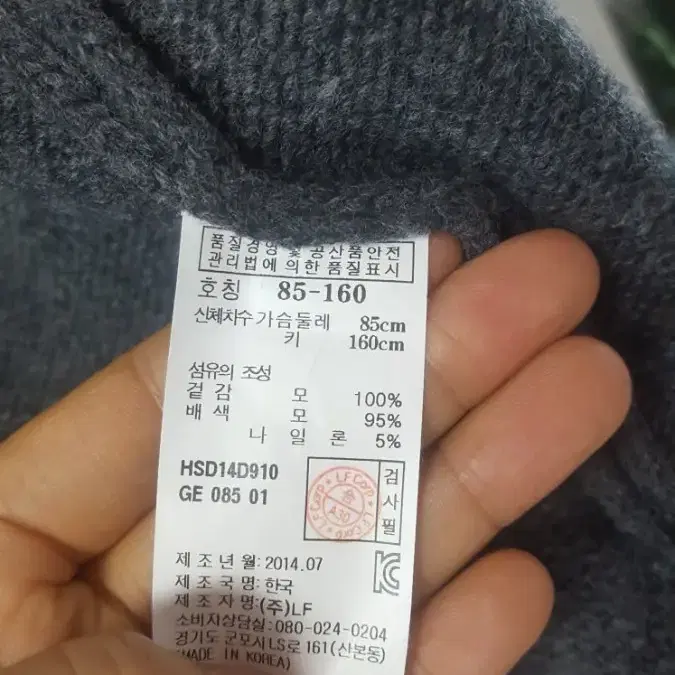 품질경영 및 공산품안전
관리법에 의한 품질표시
호칭 85-160
신체치수 가슴둘레 85cm
키 160cm
섬유의 조성
겉감 모 100%
배색 모 95%
나일론 5%
HSD14D910
GE 085 01
LF Corp
LF Corp
A30
검사필
제조년월:2014.07
제조국명:한국
제조자명:(주)LF
소비자상담실:080-024-0204
경기도 군포시 LS로 161(산본동)
(MADE IN KOREA)